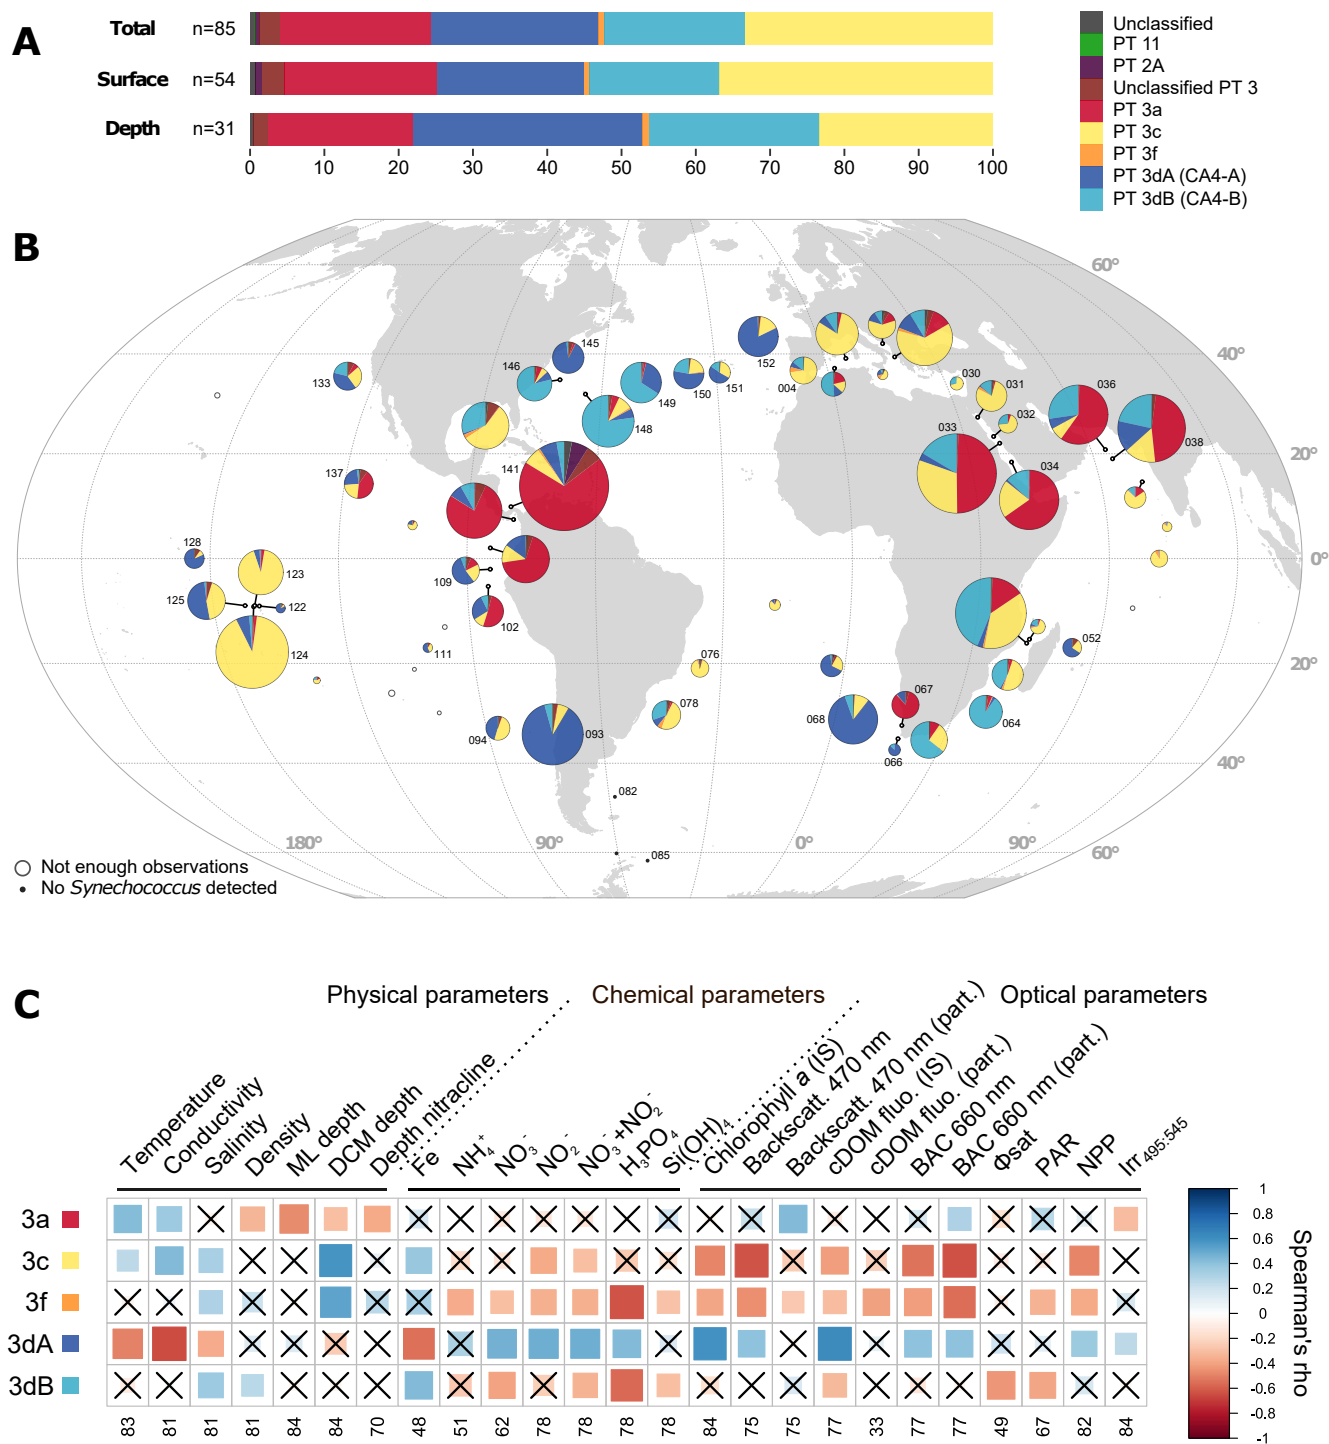 A
Total n=85
Surface n=54
Depth n=31
0 10 20 30 40 50 60 70 80 90 100
Unclassified
PT 11
PT 2A
Unclassified PT 3
PT 3a
PT 3c
PT 3f
PT 3dA (CA4-A)
PT 3dB (CA4-B)
B
60°
40°
20°
0°
20°
40°
60°
180° 90° 0° 90°
145
146
133
149
150
151
152
004
030
031
032
036
038
033
034
148
141
137
128
123
125
122
124
109
102
111
094
093
076
078
082
085
068
067
066
064
052
Not enough observations
No Synechococcus detected
C
Physical parameters Chemical parameters Optical parameters
Temperature
Conductivity
Salinity
Density
ML depth
DCM depth
Depth nitracline
Fe
NH4+
NO3-
NO2-
NO3-+NO2-
H3PO4
Si(OH)4
Chlorophyll a (IS)
Backscatt. 470 nm
Backscatt. 470 nm (part.)
cDOM fluo. (IS)
cDOM fluo. (part.)
BAC 660 nm
BAC 660 nm (part.)
Φsat
PAR
NPP
Irr495:545
3a
3c
3f
3dA
3dB
83 81 81 81 84 84 70 48 51 62 78 78 78 78 84 75 75 77 33 77 77 49 67 82 84
1
0.8
0.6
0.4
0.2
0
-0.2
-0.4
-0.6
-0.8
-1
Spearman's rho